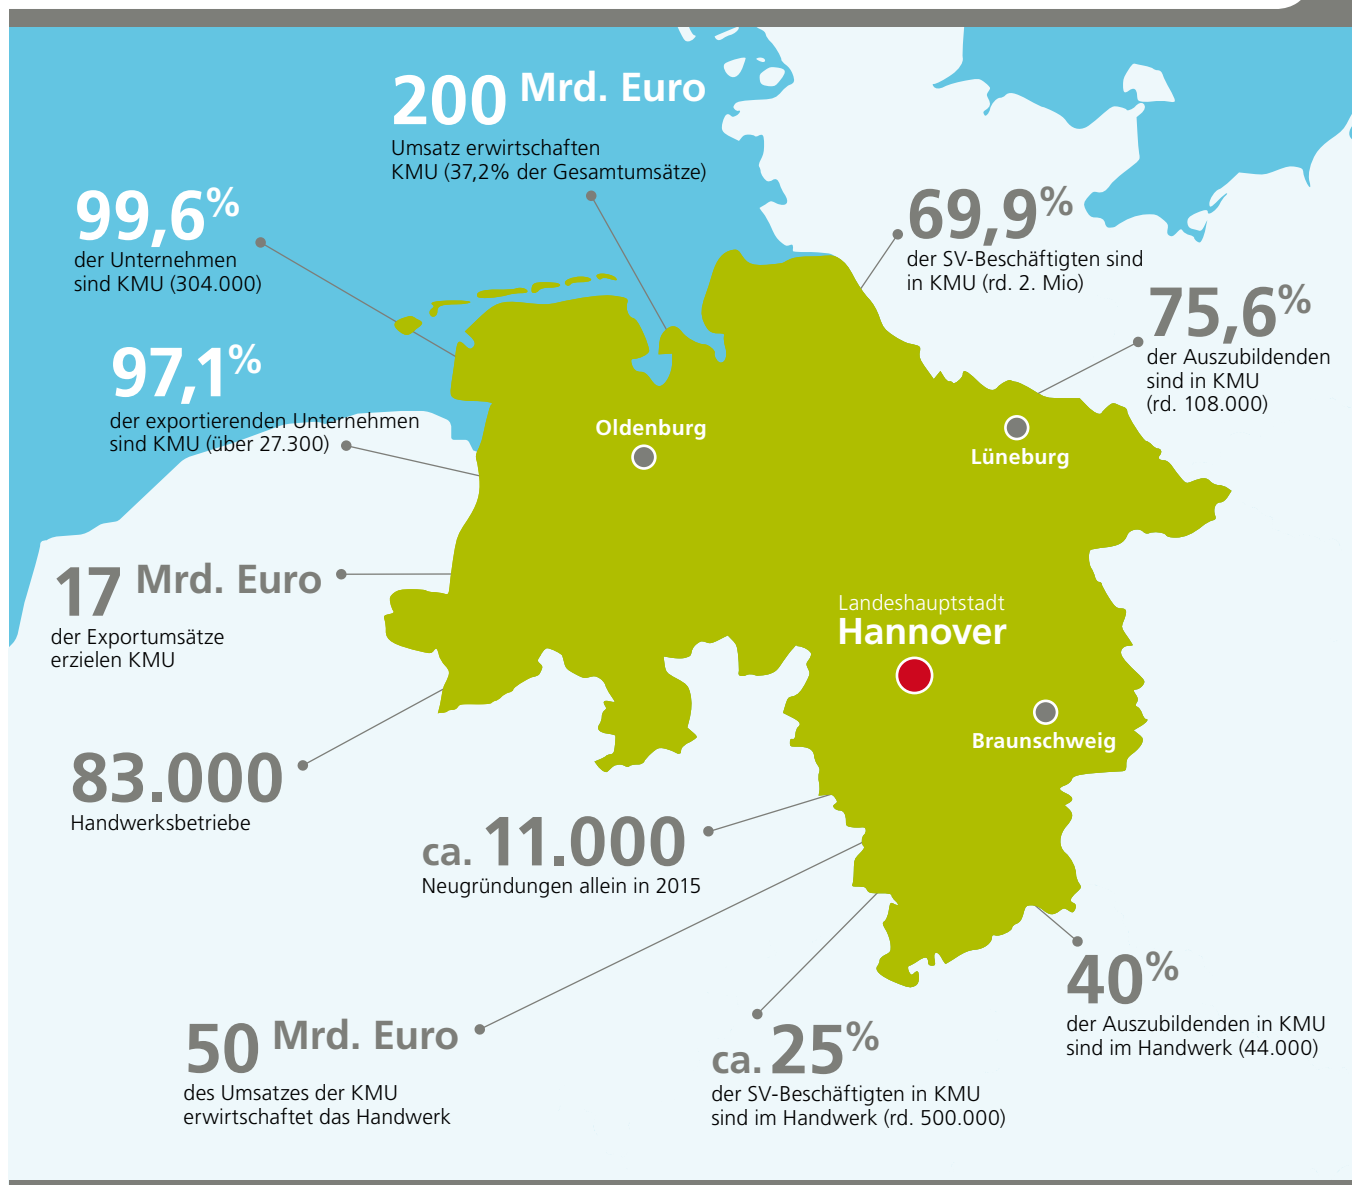 200 Mrd. Euro
Umsatz erwirtschaften
KMU (37,2% der Gesamtumsätze)
99,6%
der Unternehmen
sind KMU (304.000)
69,9%
der SV-Beschäftigten sind
in KMU (rd. 2. Mio)
75,6%
der Auszubildenden
sind in KMU
(rd. 108.000)
97,1%
der exportierenden Unternehmen
sind KMU (über 27.300)
Oldenburg
Lüneburg
17 Mrd. Euro
der Exportumsätze
erzielen KMU
Landeshauptstadt
Hannover
Braunschweig
83.000
Handwerksbetriebe
ca. 11.000
Neugründungen allein in 2015
40%
der Auszubildenden in KMU
sind im Handwerk (44.000)
50 Mrd. Euro
des Umsatzes der KMU
erwirtschaftet das Handwerk
ca. 25%
der SV-Beschäftigten in KMU
sind im Handwerk (rd. 500.000)